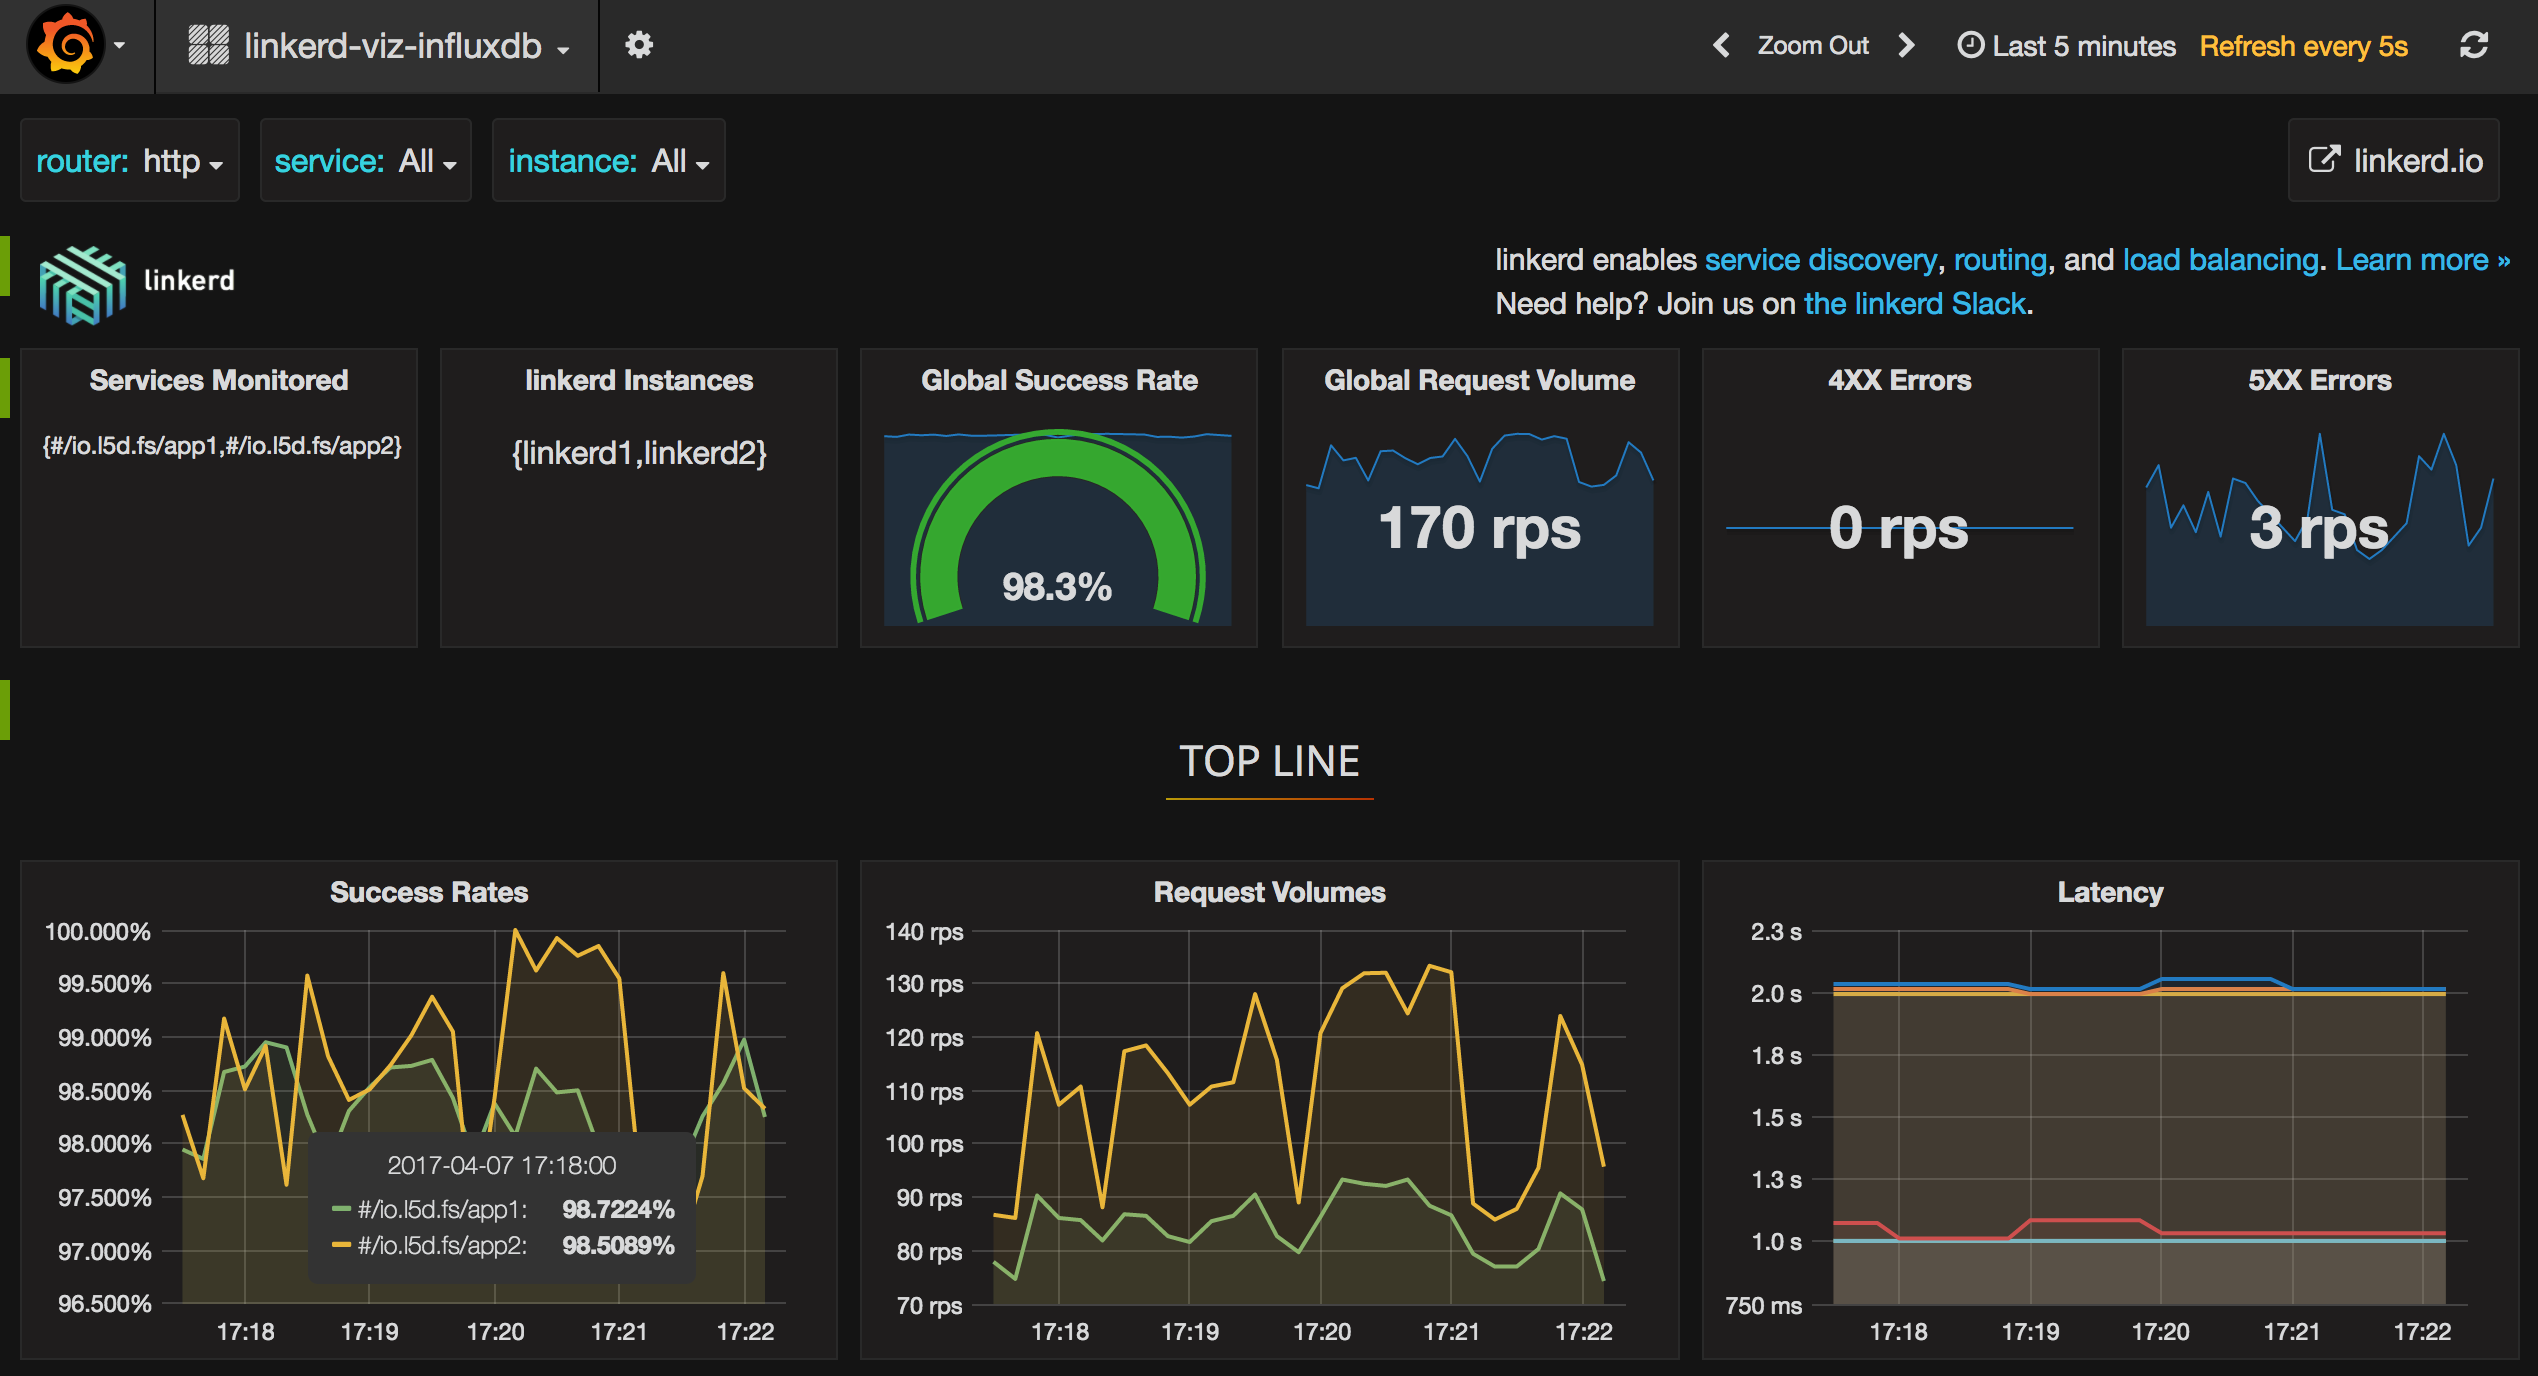 linkerd-viz-influxdb
Zoom Out
Last 5 minutes
Refresh every 5s
router: http
service: All
instance: All
linkerd.io
linkerd
linkerd enables service discovery, routing, and load balancing. Learn more »
Need help? Join us on the linkerd Slack.
Services Monitored
{#/io.l5d.fs/app1,#/io.l5d.fs/app2}
linkerd Instances
{linkerd1,linkerd2}
Global Success Rate
98.3%
Global Request Volume
170 rps
4XX Errors
0 rps
5XX Errors
3 rps
TOP LINE
Success Rates
100.000%
99.500%
99.000%
98.500%
98.000%
97.500%
97.000%
96.500%
17:18 17:19 17:20 17:21 17:22
2017-04-07 17:18:00
#/io.l5d.fs/app1: 98.7224%
#/io.l5d.fs/app2: 98.5089%
Request Volumes
140 rps
130 rps
120 rps
110 rps
100 rps
90 rps
80 rps
70 rps
17:18 17:19 17:20 17:21 17:22
Latency
2.3 s
2.0 s
1.8 s
1.5 s
1.3 s
1.0 s
750 ms
17:18 17:19 17:20 17:21 17:22